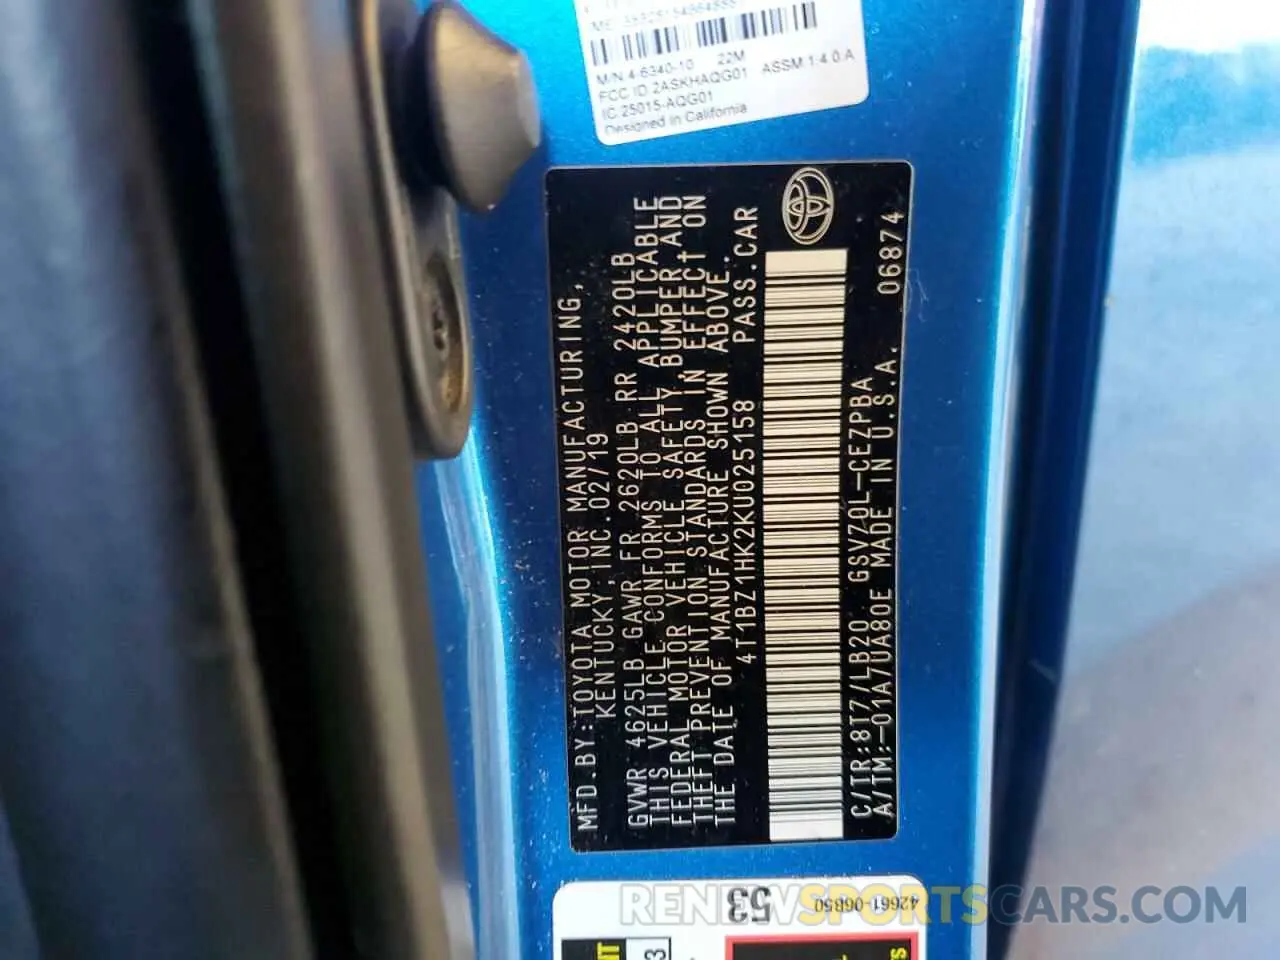 M/N 4-6340-10 22M
FCC ID 2ASKHAQG01 ASSM 1.4.0.A
IC 25015-AQG01
Designed in California
MFD.BY:TOYOTA MOTOR MANUFACTURING,
KENTUCKY, INC. 02/19
GVWR 4625LB GAWR FR 2620LB RR 2420LB
THIS VEHICLE CONFORMS TO ALL APPLICABLE
FEDERAL MOTOR VEHICLE SAFETY, BUMPER, AND
THEFT PREVENTION STANDARDS IN EFFECT ON
THE DATE OF MANUFACTURE SHOWN ABOVE.
4T1BZ1HK2KU025158 PASS.CAR
C/TR:8T7/LB20 GSV70L-CEZPBA
A/TM:-01A/UA80E MADE IN U.S.A. 06874
53
42661-06B50
RENEWSPORTSCARS.COM